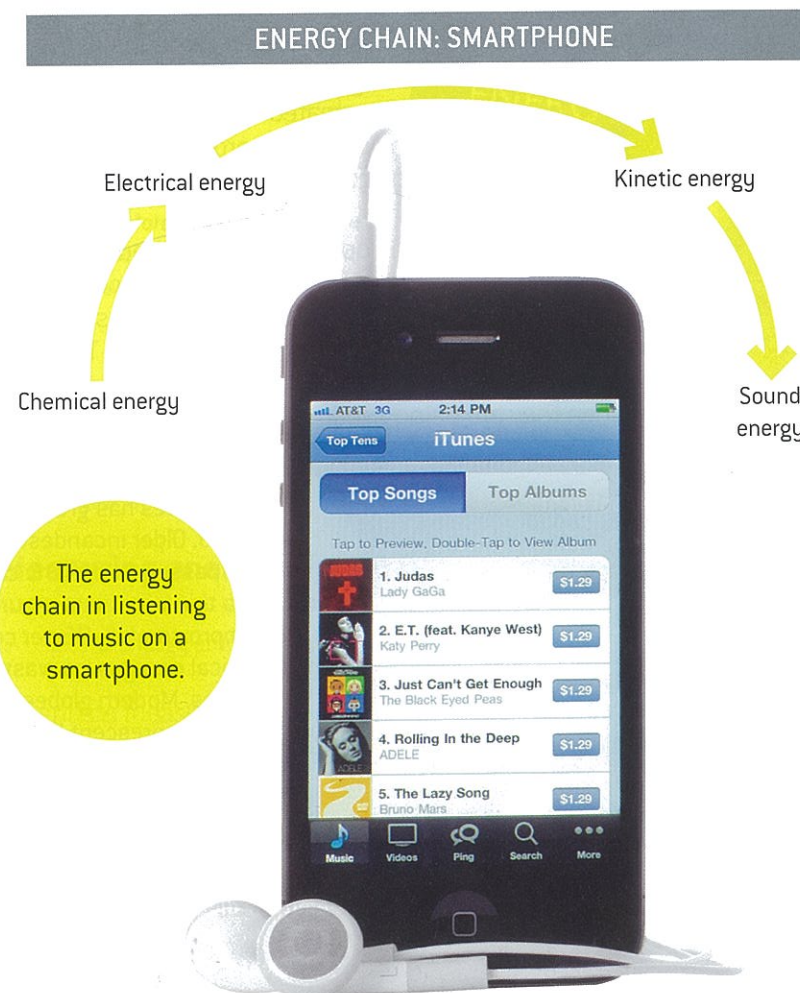 ENERGY CHAIN: SMARTPHONE
Electrical energy
Kinetic energy
Chemical energy
Sound
energy
The energy
chain in listening
to music on a
smartphone.
AT&T 3G 2:14 PM
Top Tens iTunes
Top Songs Top Albums
Tap to Preview, Double-Tap to View Album
1. Judas
Lady GaGa
$1.29
2. E.T. (feat. Kanye West)
Katy Perry
$1.29
3. Just Can't Get Enough
The Black Eyed Peas
$1.29
4. Rolling In the Deep
ADELE
$1.29
5. The Lazy Song
Bruno Mars
$1.29
Music Videos Ping Search More
JUDAS
ADELE